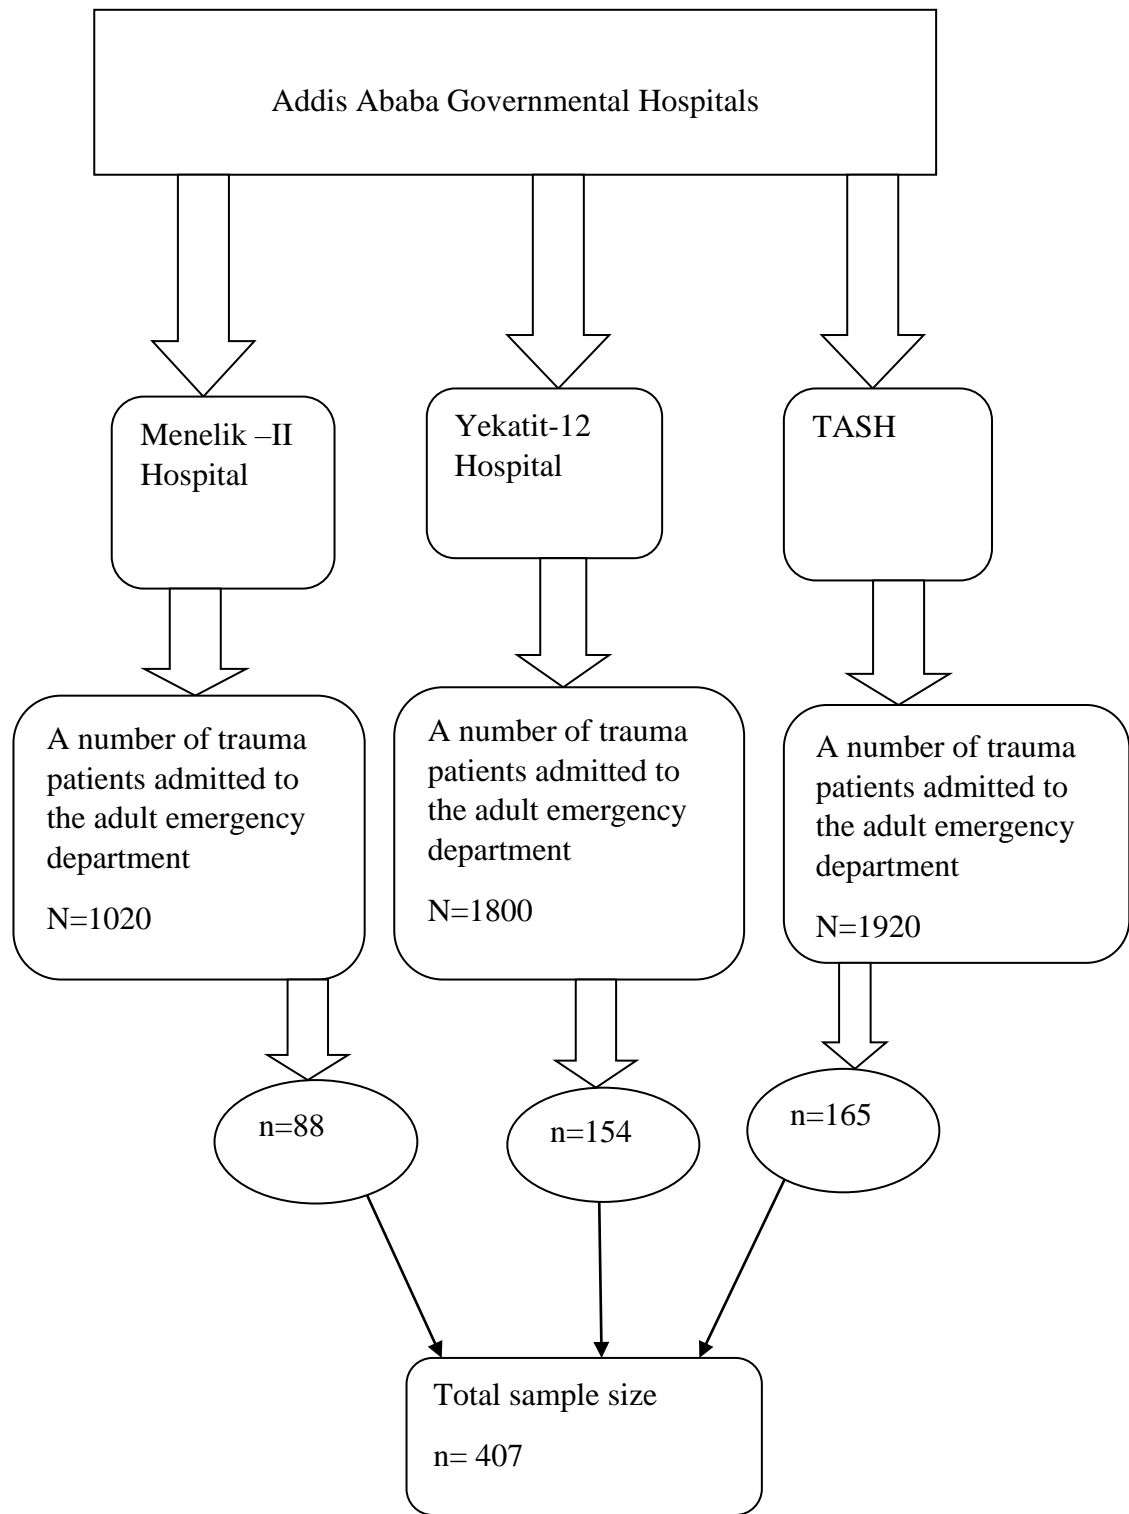 Addis Ababa Governmental Hospitals
Menelik –II
Hospital
Yekatit-12
Hospital
TASH
A number of trauma
patients admitted to
the adult emergency
department
N=1020
A number of trauma
patients admitted to
the adult emergency
department
N=1800
A number of trauma
patients admitted to
the adult emergency
department
N=1920
n=88
n=154
n=165
Total sample size
n= 407